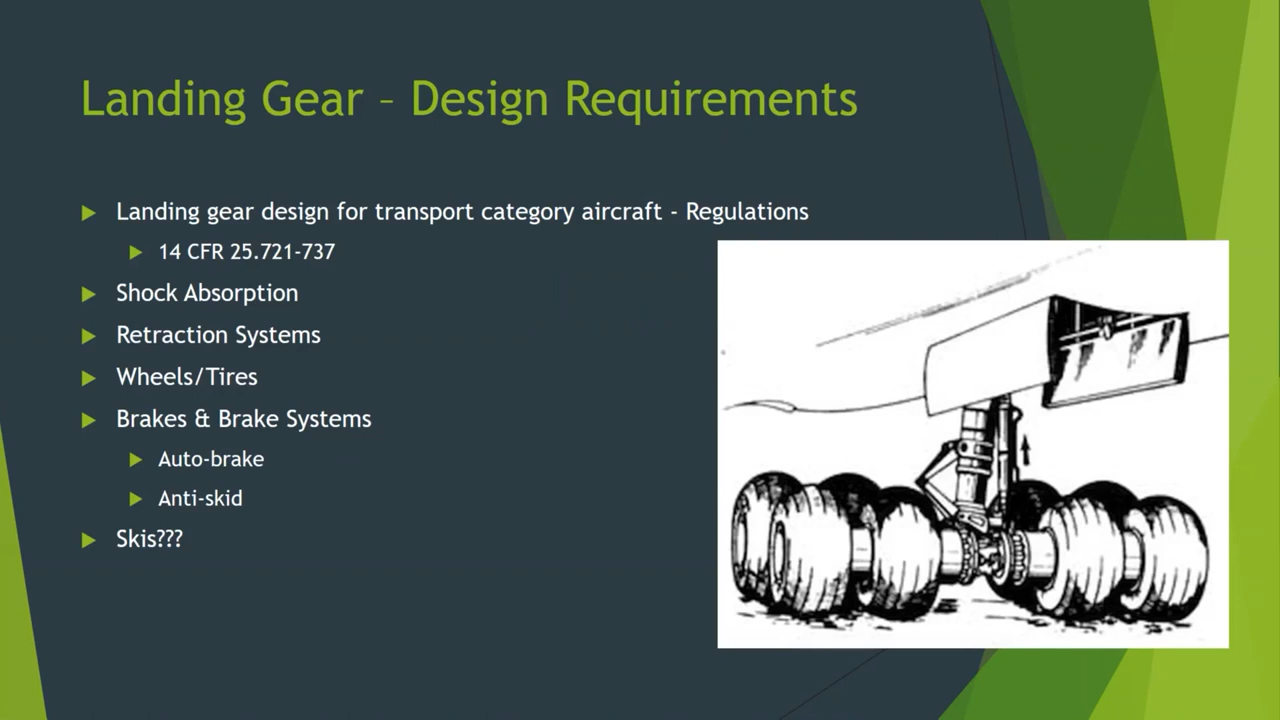 Landing Gear – Design Requirements
Landing gear design for transport category aircraft - Regulations
14 CFR 25.721-737
Shock Absorption
Retraction Systems
Wheels/Tires
Brakes & Brake Systems
Auto-brake
Anti-skid
Skis???